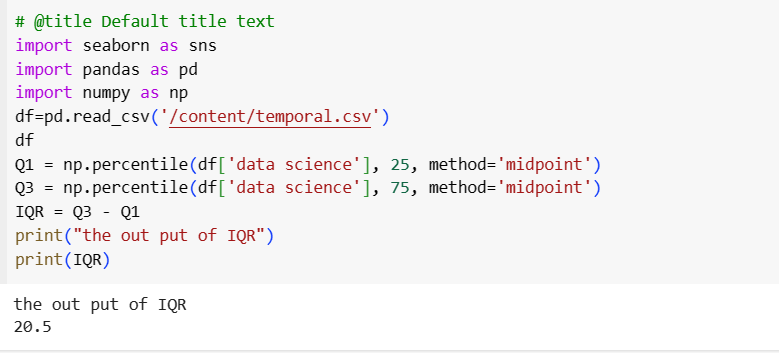 # @title Default title text
import seaborn as sns
import pandas as pd
import numpy as np
df=pd.read_csv('/content/temporal.csv')
df
Q1 = np.percentile(df['data science'], 25, method='midpoint')
Q3 = np.percentile(df['data science'], 75, method='midpoint')
IQR = Q3 - Q1
print("the out put of IQR")
print(IQR)
the out put of IQR
20.5